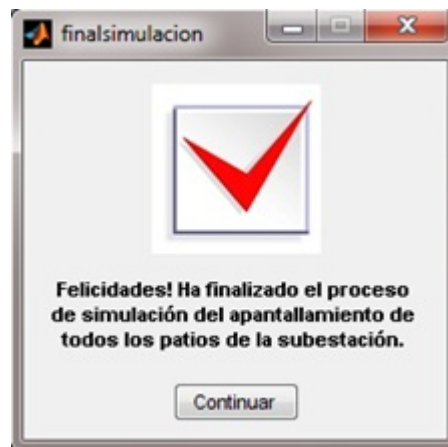 finalsimulacion
Felicidades! Ha finalizado el proceso
de simulación del apantallamiento de
todos los patios de la subestación.
Continuar